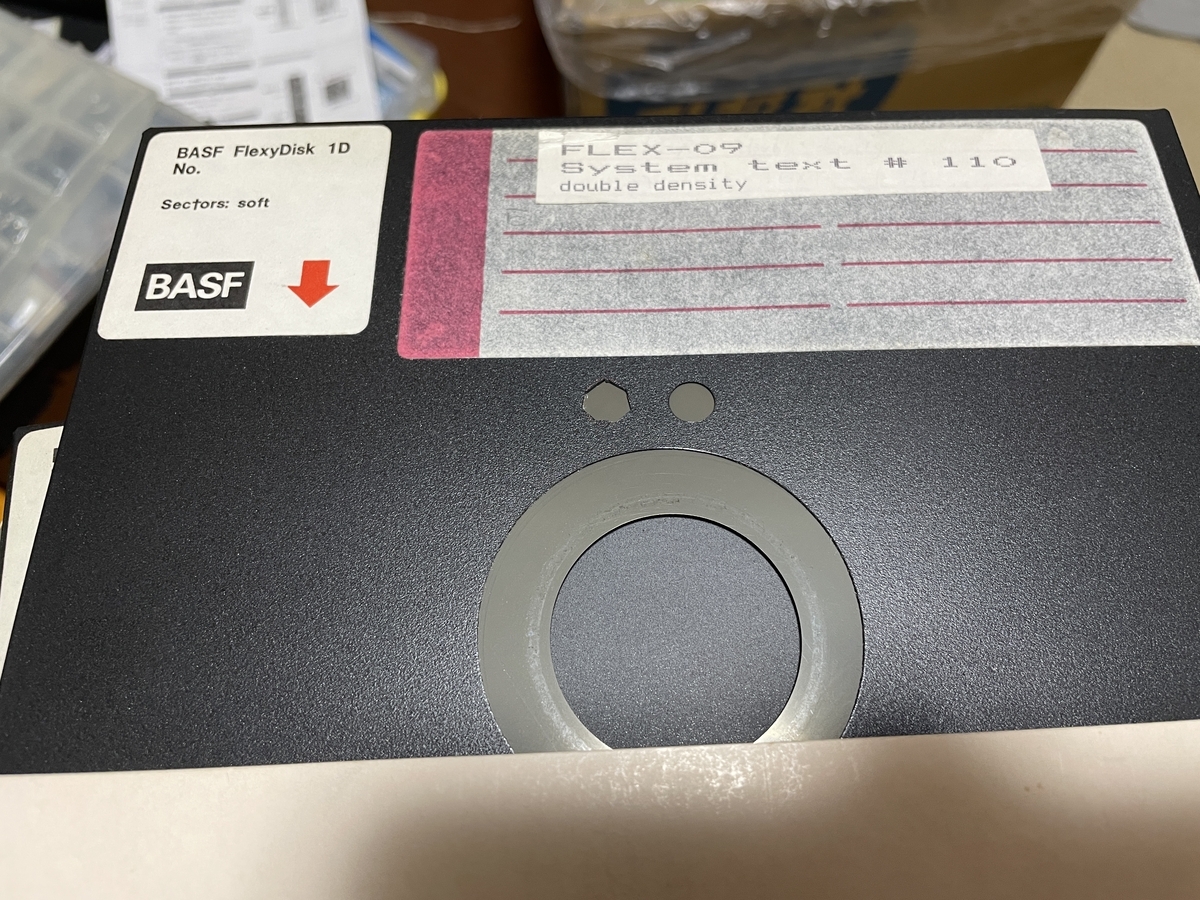 BASF FlexyDisk 1D
No.
Sectors: soft
BASF
FLEX-09
System text # 110
double density